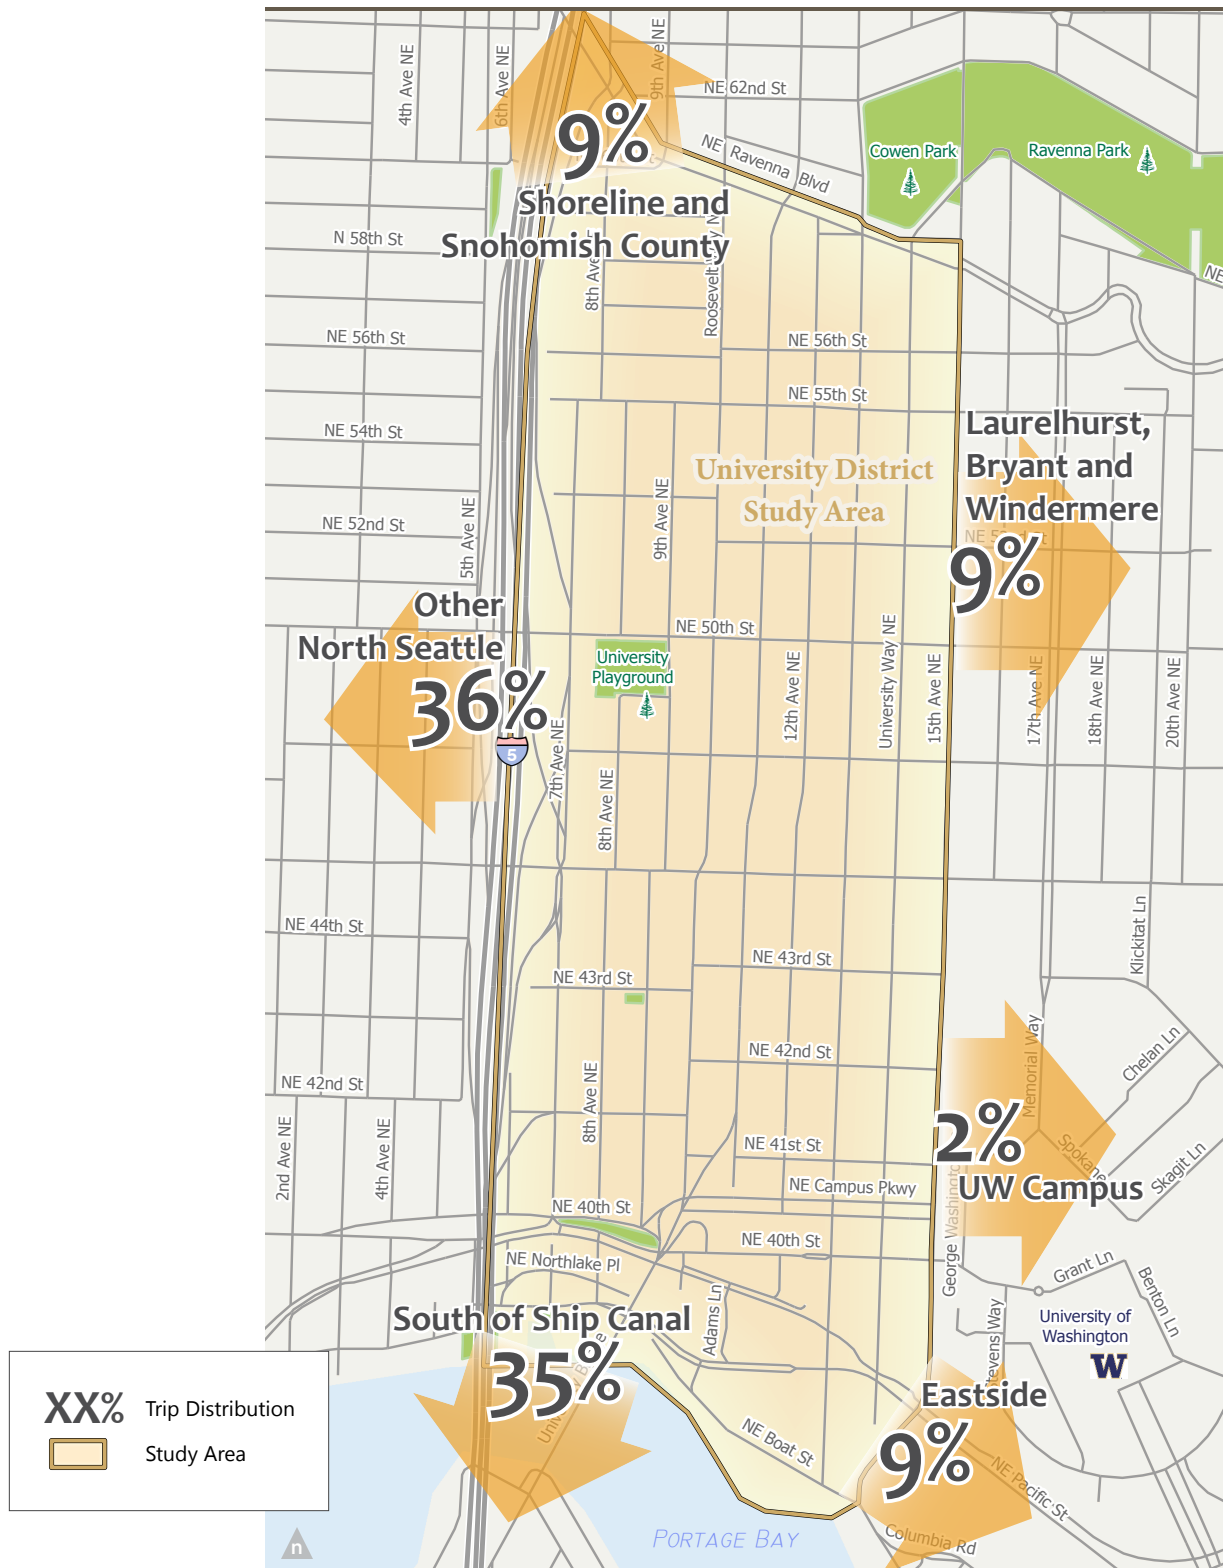 4th Ave NE
6th Ave NE
9th Ave NE
NE 62nd St
9%
Shoreline and
Snohomish County
NE Ravenna Blvd
Cowen Park
Ravenna Park
NE
N 58th St
8th Ave
Roosevelt
NE 56th St
NE 56th St
NE 55th St
NE 54th St
Laurelhurst,
Bryant and
Windermere
9%
University District
Study Area
NE 52nd St
5th Ave NE
9th Ave NE
Other
North Seattle
36%
5
NE 50th St
University
Playground
7th Ave NE
8th Ave NE
12th Ave NE
University Way NE
15th Ave NE
17th Ave NE
18th Ave NE
20th Ave NE
NE 44th St
NE 43rd St
NE 43rd St
Klickitat Ln
NE 42nd St
NE 42nd St
8th Ave NE
Memorial Way
Chelan Ln
2nd Ave NE
4th Ave NE
NE 41st St
2%
UW Campus
Spokane
Skagit Ln
NE Campus Pkwy
NE 40th St
NE 40th St
George Washington
NE Northlake Pl
Adams Ln
Grant Ln
Benton Ln
Stevens Way
University of
Washington
W
South of Ship Canal
35%
Eastside
9%
NE Boat St
NE Pacific St
Columbia Rd
PORTAGE BAY
XX% Trip Distribution
Study Area
n